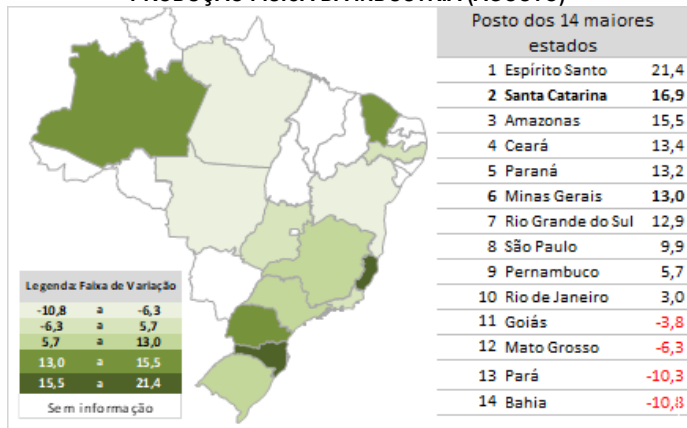 PRODUÇÃO FÍSICA DA INDÚSTRIA (AGOSTO)
Posto dos 14 maiores
estados
1 Espírito Santo 21,4
2 Santa Catarina 16,9
3 Amazonas 15,5
4 Ceará 13,4
5 Paraná 13,2
6 Minas Gerais 13,0
7 Rio Grande do Sul 12,9
8 São Paulo 9,9
9 Pernambuco 5,7
10 Rio de Janeiro 3,0
11 Goiás -3,8
12 Mato Grosso -6,3
13 Pará -10,3
14 Bahia -10,8
Legenda: Faixa de Variação
-10,8 a -6,3
-6,3 a 5,7
5,7 a 13,0
13,0 a 15,5
15,5 a 21,4
Sem informação